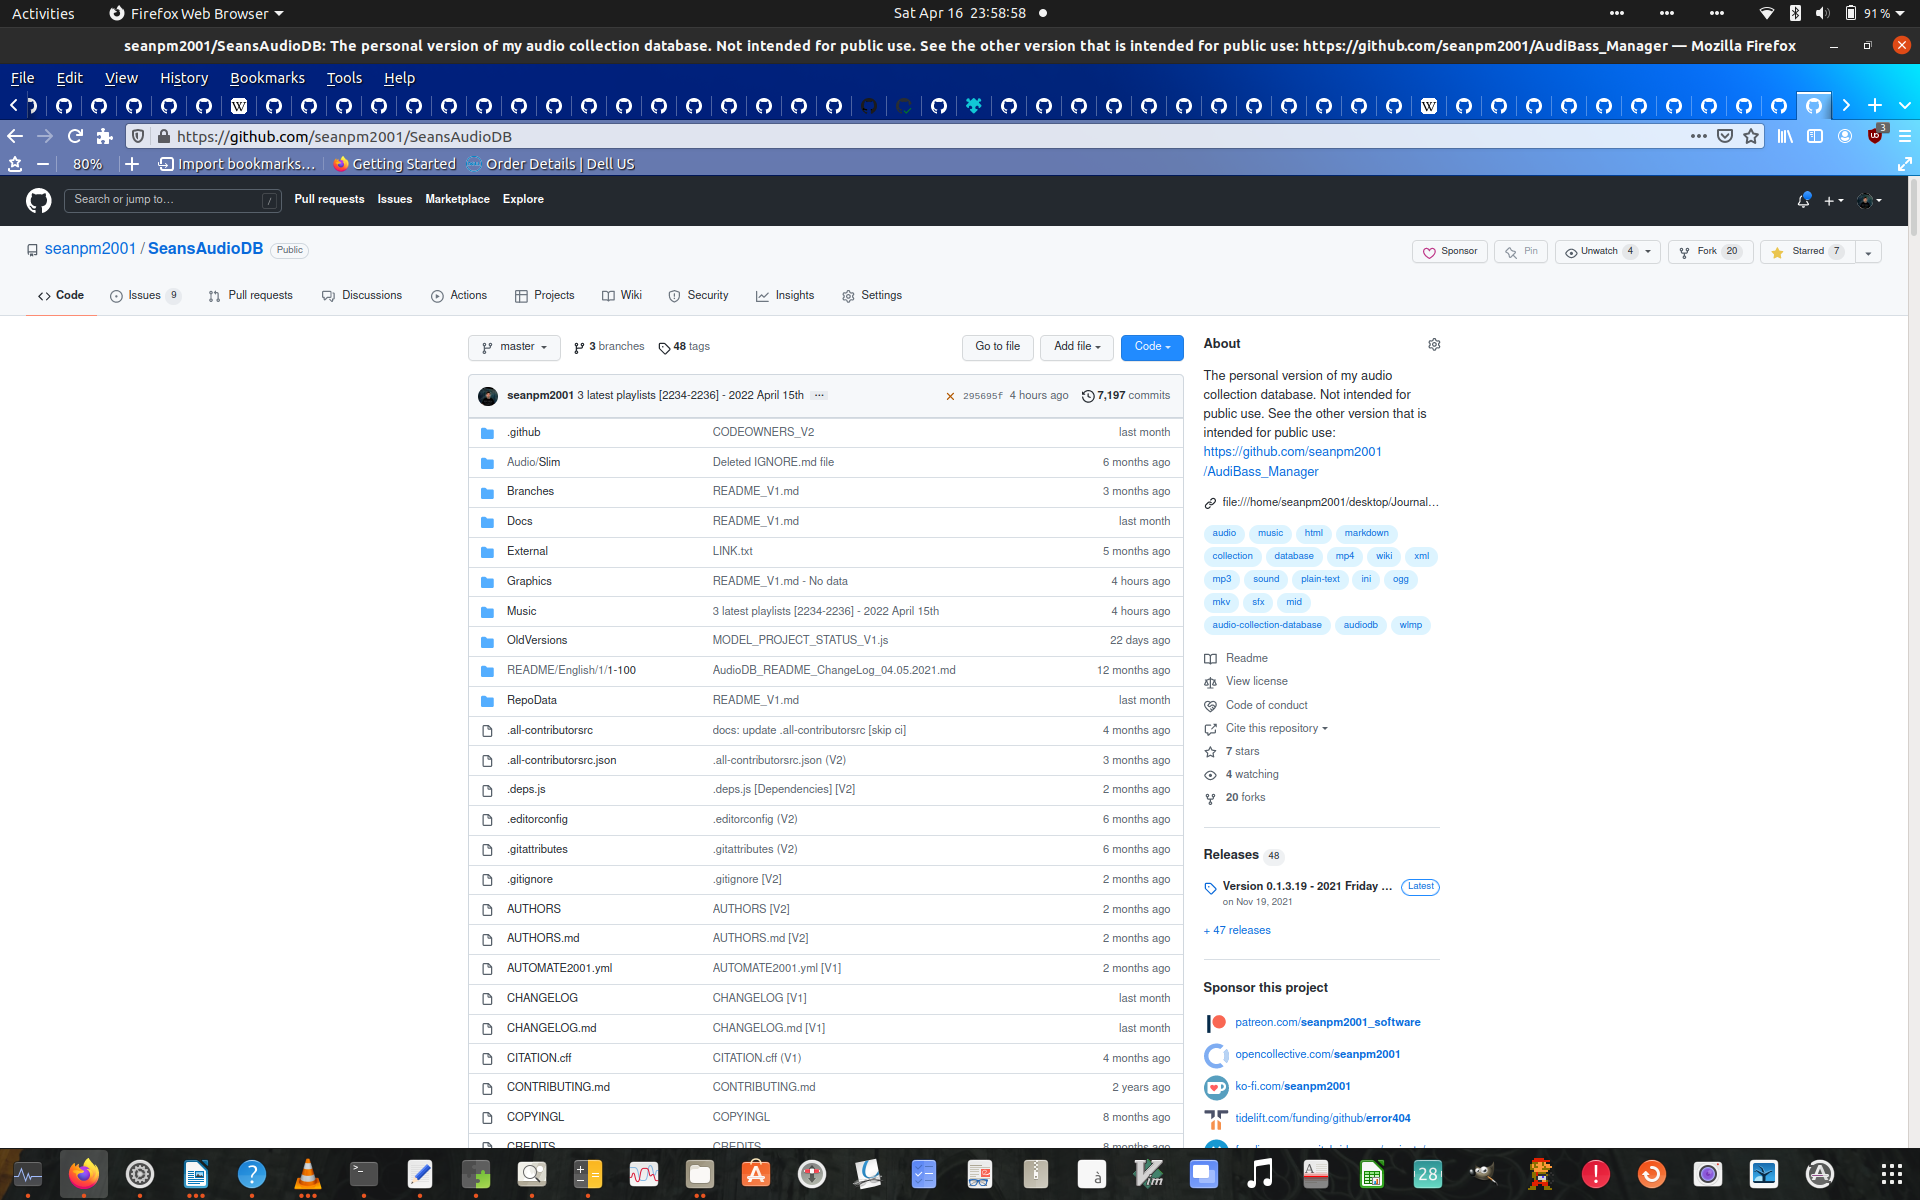 Activities
Firefox Web Browser
Sat Apr 16 23:58:58
91 %
seanpm2001/SeansAudioDB: The personal version of my audio collection database. Not intended for public use. See the other version that is intended for public use: https://github.com/seanpm2001/AudiBass_Manager — Mozilla Firefox
File Edit View History Bookmarks Tools Help
https://github.com/seanpm2001/SeansAudioDB
3
80%
Import bookmarks...
Getting Started
Order Details | Dell US
Search or jump to...
/
Pull requests Issues Marketplace Explore
seanpm2001 / SeansAudioDB Public
Sponsor
Pin
Unwatch 4
Fork 20
Starred 7
Code
Issues 9
Pull requests
Discussions
Actions
Projects
Wiki
Security
Insights
Settings
master
3 branches
48 tags
Go to file
Add file
Code
seanpm2001 3 latest playlists [2234-2236] - 2022 April 15th ... 295695f 4 hours ago 7,197 commits
.github CODEOWNERS_V2 last month
Audio/Slim Deleted IGNORE.md file 6 months ago
Branches README_V1.md 3 months ago
Docs README_V1.md last month
External LINK.txt 5 months ago
Graphics README_V1.md - No data 4 hours ago
Music 3 latest playlists [2234-2236] - 2022 April 15th 4 hours ago
OldVersions MODEL_PROJECT_STATUS_V1.js 22 days ago
README/English/1/1-100 AudioDB_README_ChangeLog_04.05.2021.md 12 months ago
RepoData README_V1.md last month
.all-contributorsrc docs: update .all-contributorsrc [skip ci] 4 months ago
.all-contributorsrc.json .all-contributorsrc.json (V2) 3 months ago
.deps.js .deps.js [Dependencies] [V2] 2 months ago
.editorconfig .editorconfig (V2) 6 months ago
.gitattributes .gitattributes (V2) 6 months ago
.gitignore .gitignore [V2] 2 months ago
AUTHORS AUTHORS [V2] 2 months ago
AUTHORS.md AUTHORS.md [V2] 2 months ago
AUTOMATE2001.yml AUTOMATE2001.yml [V1] 2 months ago
CHANGELOG CHANGELOG [V1] last month
CHANGELOG.md CHANGELOG.md [V1] last month
CITATION.cff CITATION.cff (V1) 4 months ago
CONTRIBUTING.md CONTRIBUTING.md 2 years ago
COPYINGL COPYINGL 8 months ago
CREDITS CREDITS 8 months ago
About
The personal version of my audio
collection database. Not intended for
public use. See the other version that is
intended for public use:
https://github.com/seanpm2001
/AudiBass_Manager
file:///home/seanpm2001/desktop/Journal...
audio music html markdown
collection database mp4 wiki xml
mp3 sound plain-text ini ogg
mkv sfx mid
audio-collection-database audiodb wlmp
Readme
View license
Code of conduct
Cite this repository
7 stars
4 watching
20 forks
Releases 48
Version 0.1.3.19 - 2021 Friday ... Latest
on Nov 19, 2021
+ 47 releases
Sponsor this project
patreon.com/seanpm2001_software
opencollective.com/seanpm2001
ko-fi.com/seanpm2001
tidelift.com/funding/github/error404
28